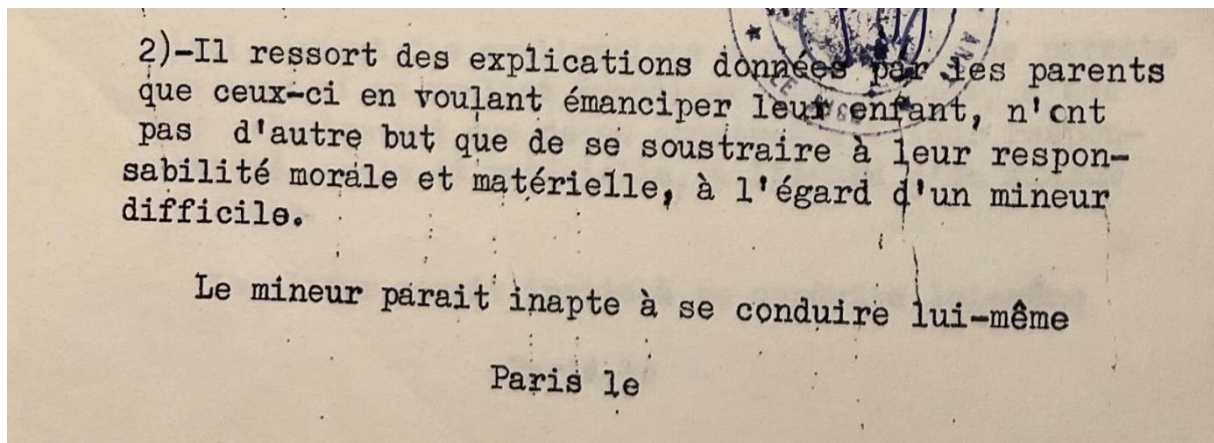 2)-Il ressort des explications données par les parents
que ceux-ci en voulant émanciper leur enfant, n'ont
pas d'autre but que de se soustraire à leur respon-
sabilité morale et matérielle, à l'égard d'un mineur
difficile.
Le mineur parait inapte à se conduire lui-même
Paris le